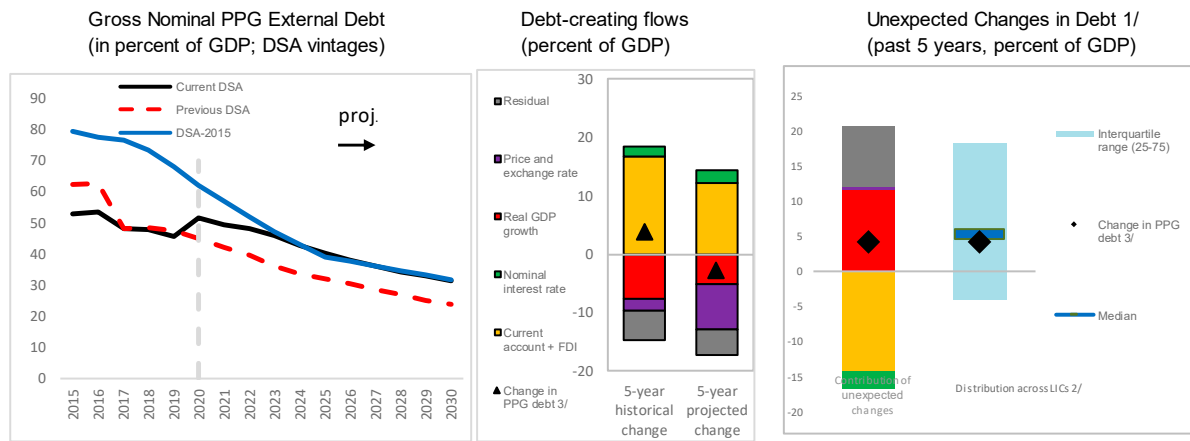 Gross Nominal PPG External Debt
(in percent of GDP; DSA vintages)
Current DSA
Previous DSA
DSA-2015
proj.
90
80
70
60
50
40
30
20
10
0
2015
2016
2017
2018
2019
2020
2021
2022
2023
2024
2025
2026
2027
2028
2029
2030
Debt-creating flows
(percent of GDP)
Residual
Price and
exchange rate
Real GDP
growth
Nominal
interest rate
Current
account + FDI
Change in
PPG debt 3/
30
20
10
0
-10
-20
5-year
historical
change
5-year
projected
change
Unexpected Changes in Debt 1/
(past 5 years, percent of GDP)
25
20
15
10
5
0
-5
-10
-15
-20
Contribution of
unexpected
changes
Distribution across LICs 2/
Interquartile
range (25-75)
Change in PPG
debt 3/
Median